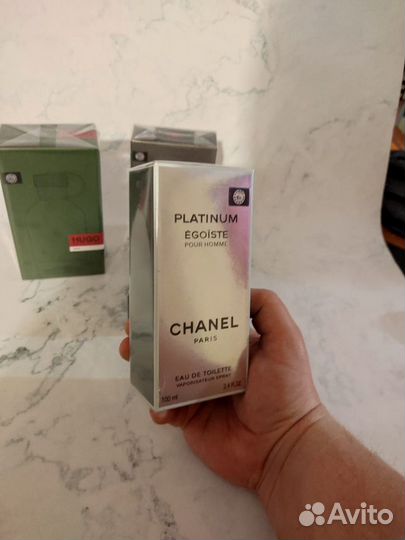 PLATINUM
ÉGOÏSTE
POUR HOMME
CHANEL
PARIS
EAU DE TOILETTE
VAPORISATEUR SPRAY
100 ml 3.4 FL.OZ
HUGO
Avito